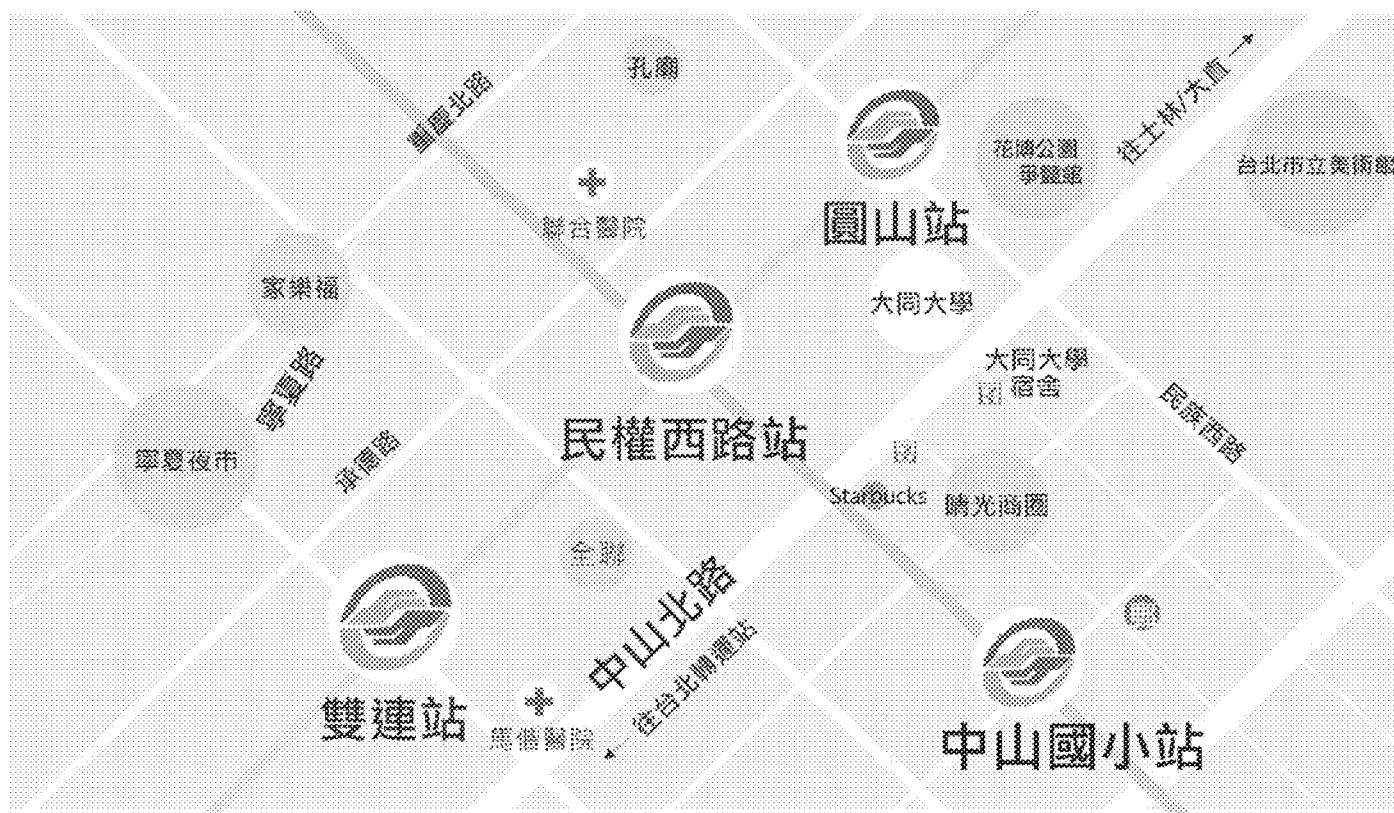 孔廟
重慶北路
往士林/大直
花博公園
爭豔館
台北市立美術館
聯合醫院
圓山站
家樂福
大同大學
大同大學
宿舍
寧夏路
民族西路
民權西路站
承德路
寧夏夜市
Starbucks
晴光商圈
全聯
中山北路
往台北轉運站
雙連站
馬偕醫院
中山國小站